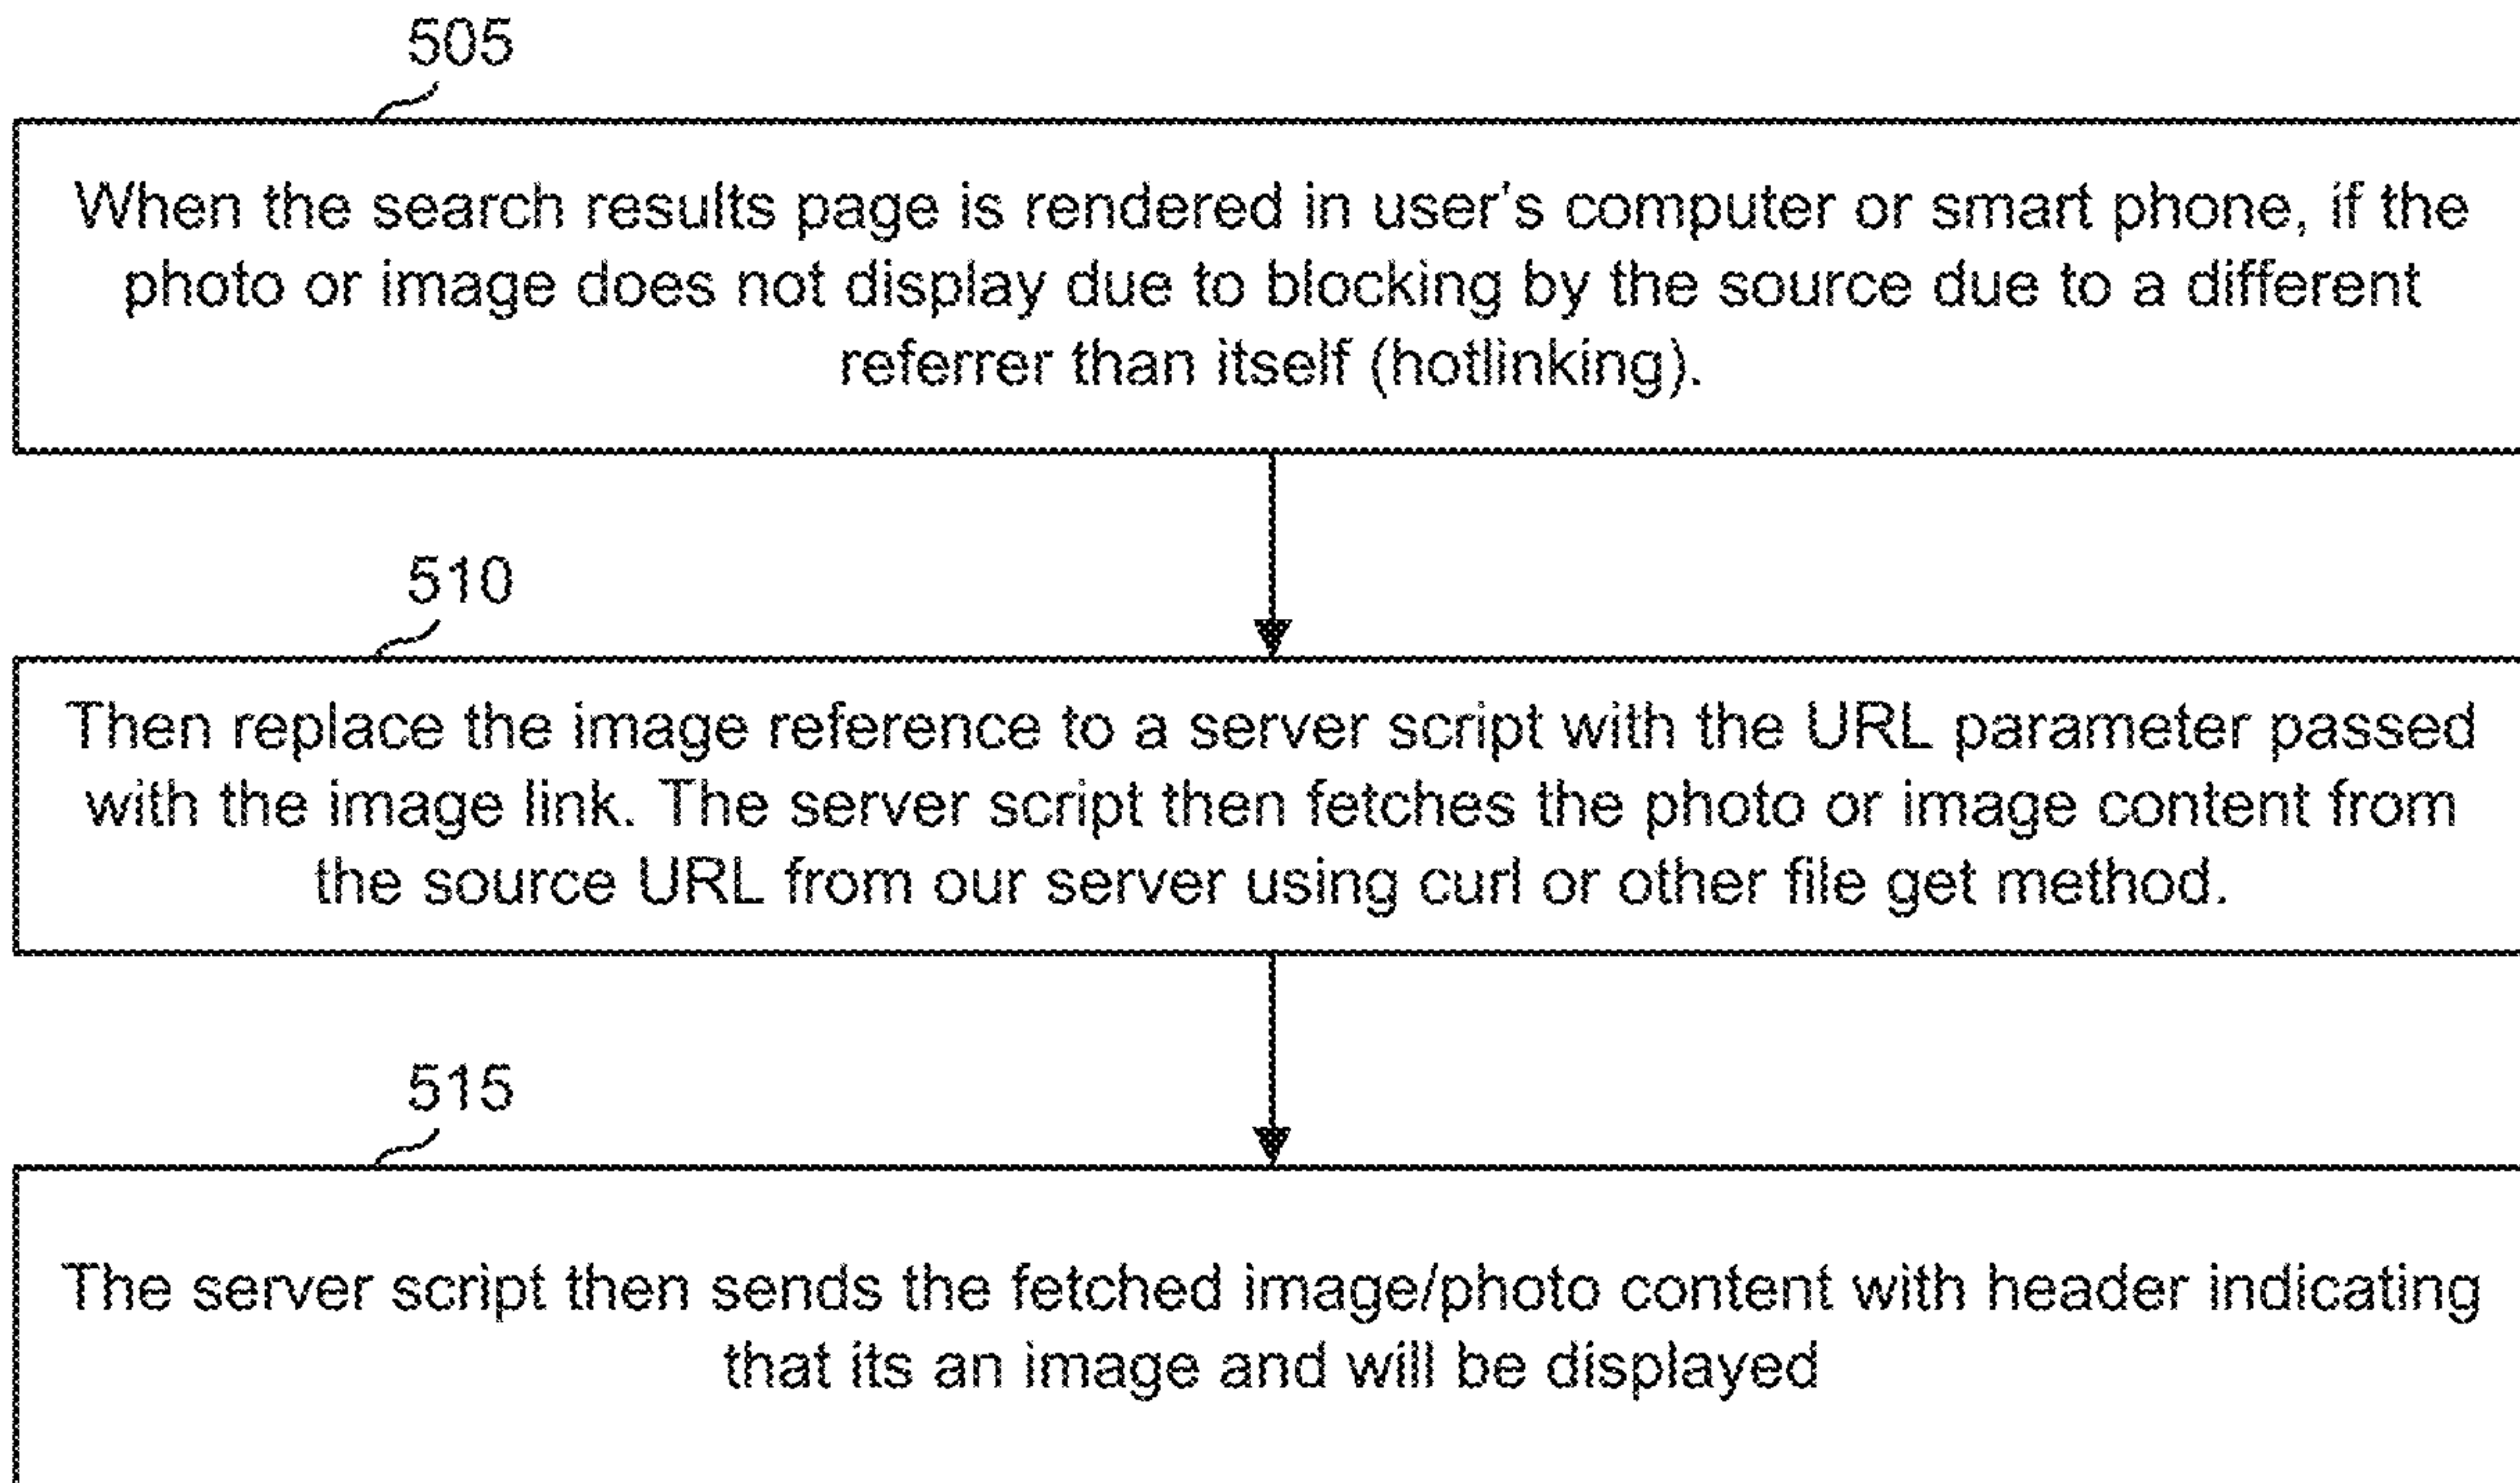 505
When the search results page is rendered in user's computer or smart phone, if the
photo or image does not display due to blocking by the source due to a different
referrer than itself (hotlinking).
510
Then replace the image reference to a server script with the URL parameter passed
with the image link. The server script then fetches the photo or image content from
the source URL from our server using curl or other file get method.
515
The server script then sends the fetched image/photo content with header indicating
that its an image and will be displayed